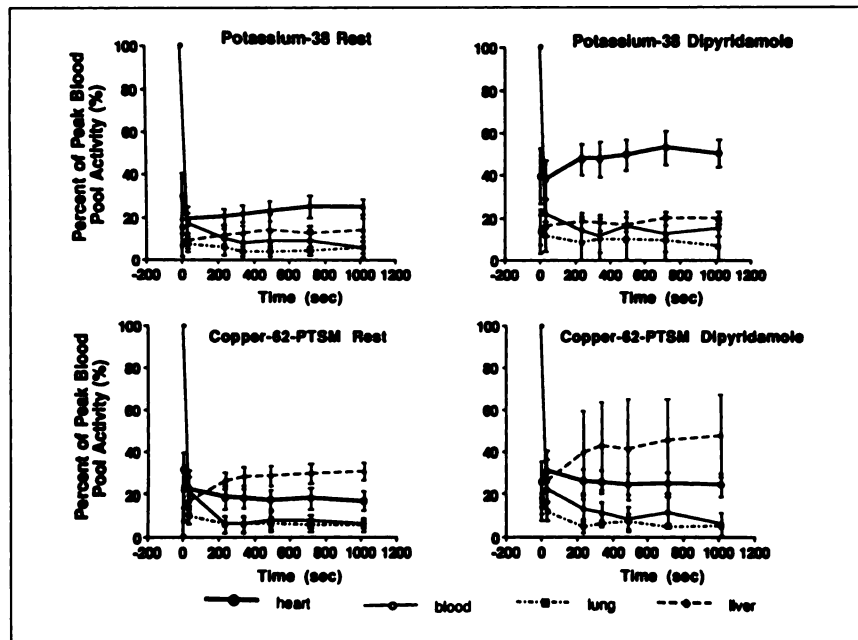 Potassium-38 Rest
Percent of Peak Blood
Pool Activity (%)
100
80
60
40
20
0
-200 0 200 400 600 800 1000 1200
Time (sec)
Potassium-38 Dipyridamole
100
80
60
40
20
0
-200 0 200 400 600 800 1000 1200
Time (sec)
Copper-62-PTSM Rest
Percent of Peak Blood
Pool Activity (%)
100
80
60
40
20
0
-200 0 200 400 600 800 1000 1200
Time (sec)
Copper-62-PTSM Dipyridamole
100
80
60
40
20
0
-200 0 200 400 600 800 1000 1200
Time (sec)
heart blood lung liver